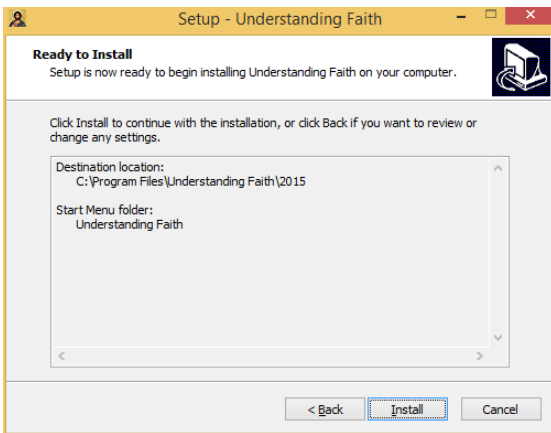 Setup - Understanding Faith
Ready to Install
Setup is now ready to begin installing Understanding Faith on your computer.
Click Install to continue with the installation, or click Back if you want to review or
change any settings.
Destination location:
C:\Program Files\Understanding Faith\2015
Start Menu folder:
Understanding Faith
< Back
Install
Cancel